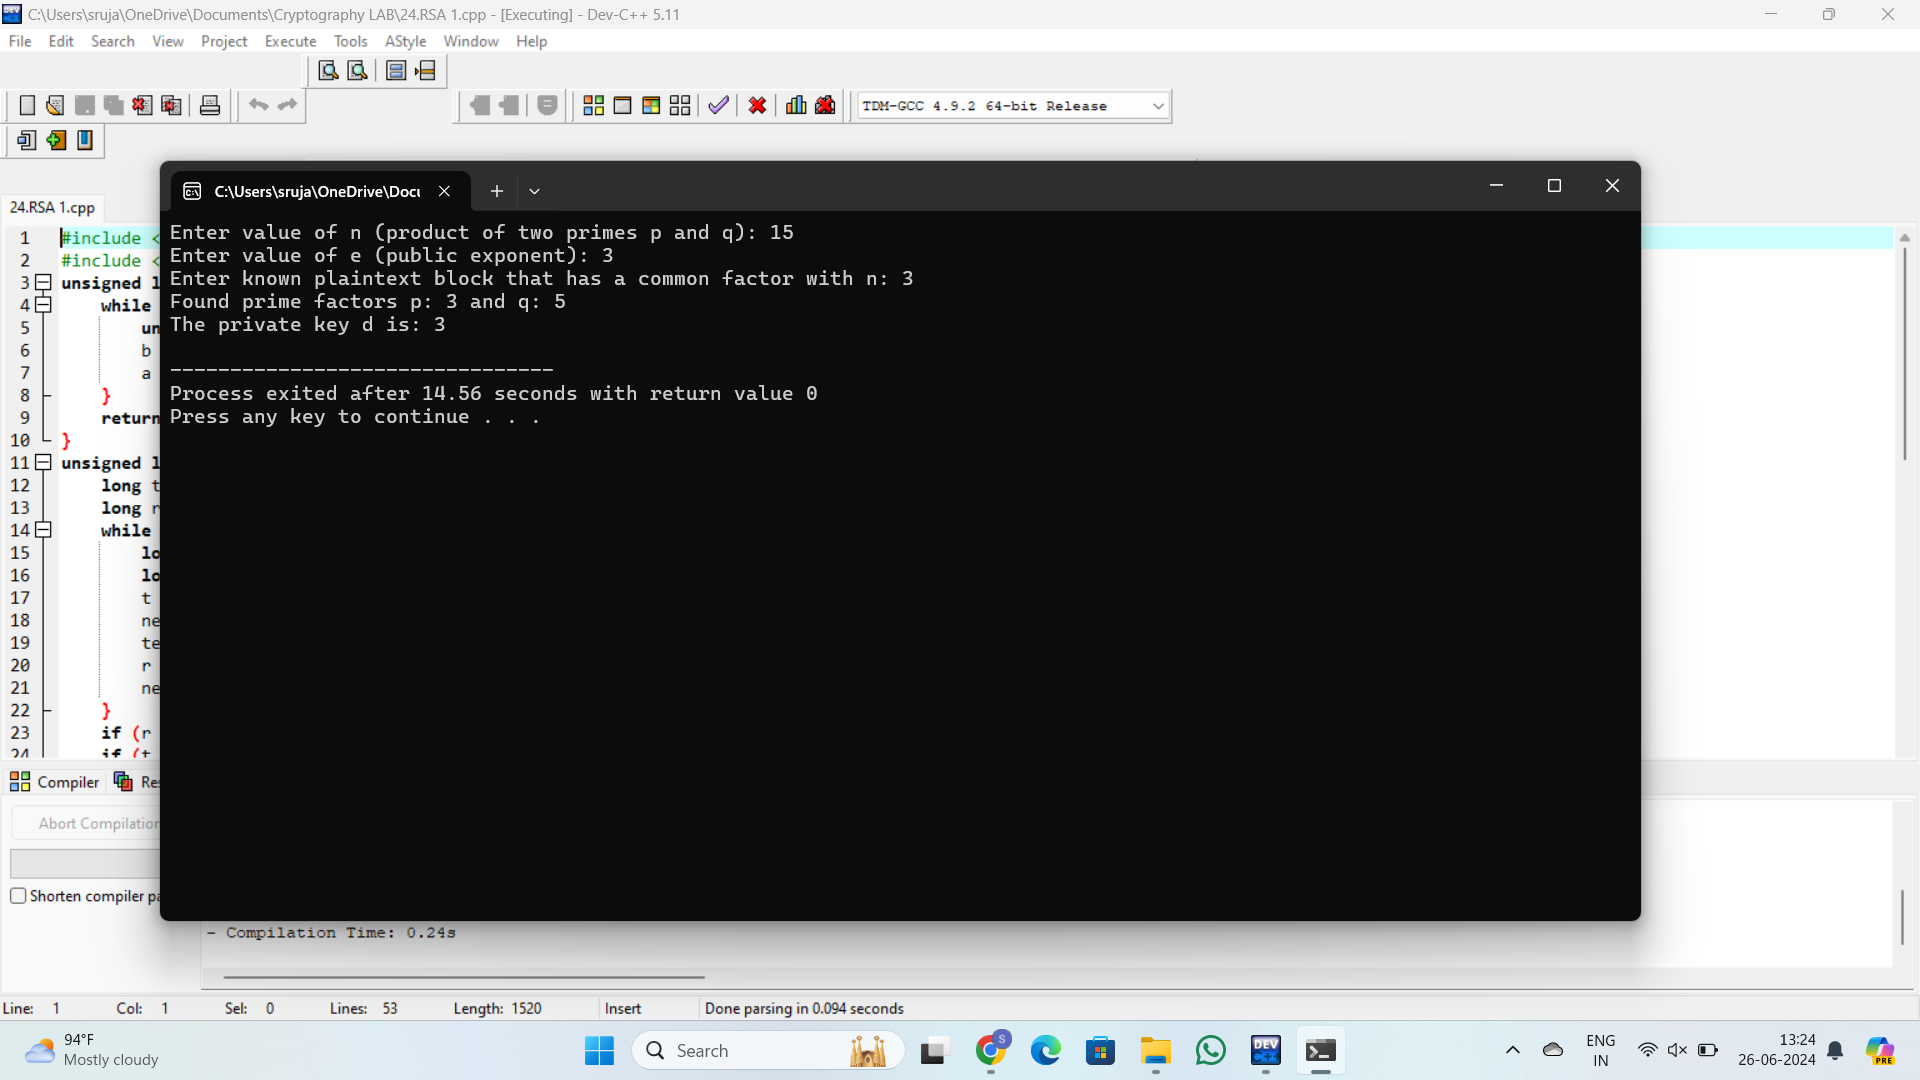 C:\Users\sruja\OneDrive\Documents\Cryptography LAB\24.RSA 1.cpp - [Executing] - Dev-C++ 5.11
File Edit Search View Project Execute Tools AStyle Window Help
TDM-GCC 4.9.2 64-bit Release
C:\Users\sruja\OneDrive\Docu
24.RSA 1.cpp
Enter value of n (product of two primes p and q): 15
Enter value of e (public exponent): 3
Enter known plaintext block that has a common factor with n: 3
Found prime factors p: 3 and q: 5
The private key d is: 3
--------------------------------
Process exited after 14.56 seconds with return value 0
Press any key to continue . . .
1 #include <
2 #include <
3 unsigned l
4 while
5 un
6 b
7 a
8 }
9 return
10 }
11 unsigned l
12 long t
13 long r
14 while
15 lo
16 lo
17 t
18 ne
19 te
20 r
21 ne
22 }
23 if (r
24 if (t
Compiler Re
Abort Compilation
Shorten compiler pa
- Compilation Time: 0.24s
Line: 1 Col: 1 Sel: 0 Lines: 53 Length: 1520 Insert Done parsing in 0.094 seconds
94°F
Mostly cloudy
Search
S
DEV
C++
ENG
IN
13:24
26-06-2024
PRE